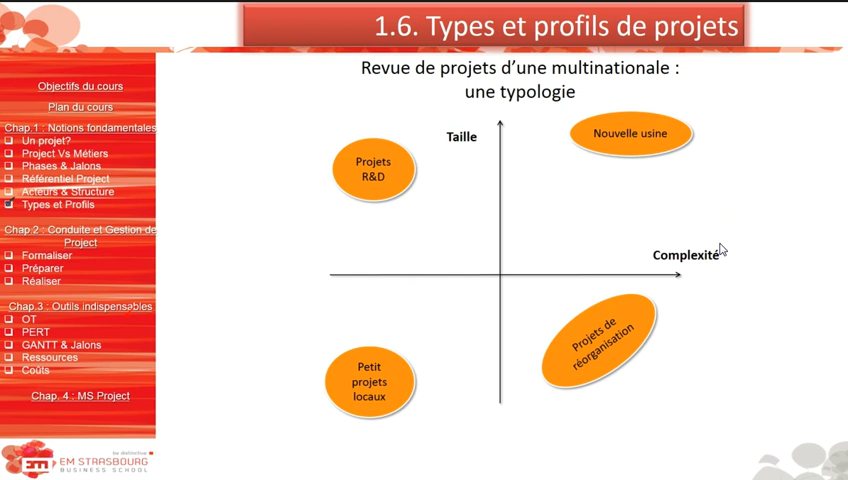 1.6. Types et profils de projets
Objectifs du cours
Plan du cours
Chap.1 : Notions fondamentales
Un projet?
Project Vs Métiers
Phases & Jalons
Référentiel Project
Acteurs & Structure
Types et Profils
Chap.2 : Conduite et Gestion de
Project
Formaliser
Préparer
Réaliser
Chap.3 : Outils indispensables
OT
PERT
GANTT & Jalons
Ressources
Coûts
Chap. 4 : MS Project
be distinctive
EM STRASBOURG
BUSINESS SCHOOL
Revue de projets d'une multinationale :
une typologie
Taille
Nouvelle usine
Projets
R&D
Complexité
Projets de
réorganisation
Petit
projets
locaux